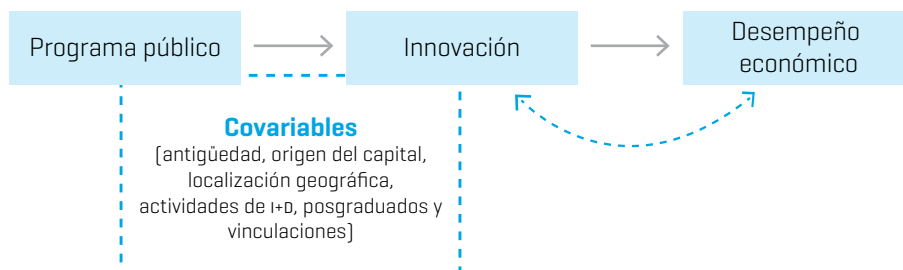 Programa público
Innovación
Desempeño
económico
Covariables
(antigüedad, origen del capital,
localización geográfica,
actividades de I+D, posgraduados y
vinculaciones)